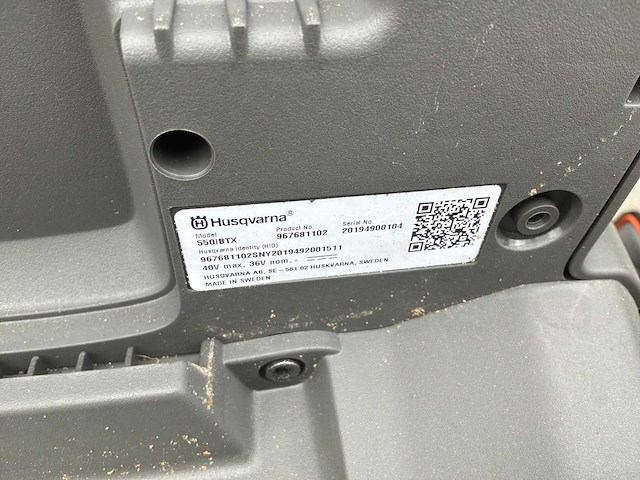 Husqvarna®
Model Product No. Serial No.
550iBTX 967681102 20194900104
Husqvarna Identity (HID)
967681102SNY2019492001511
40V max, 36V nom.
HUSQVARNA AB, SE-561 82 HUSKVARNA, SWEDEN
MADE IN SWEDEN